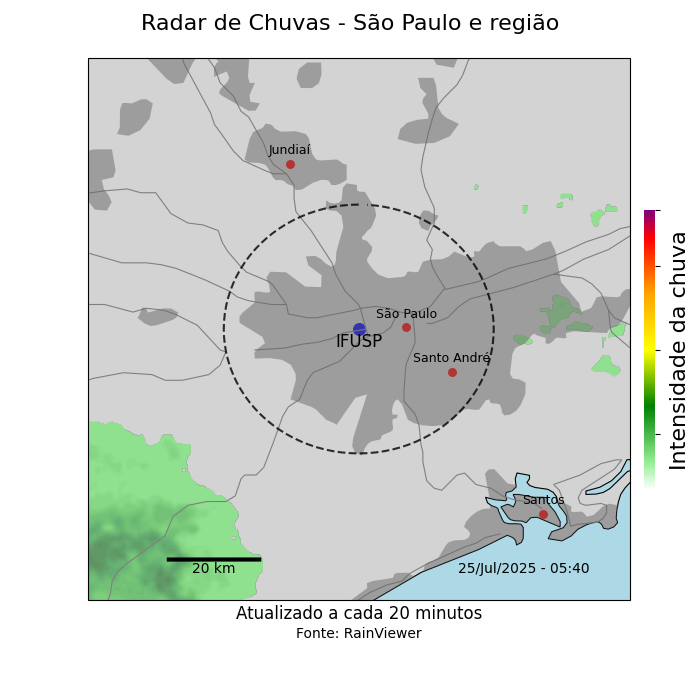 Radar de Chuvas - São Paulo e região
Jundiaí
São Paulo
IFUSP
Santo André
Santos
20 km
25/Jul/2025 - 05:40
Intensidade da chuva
Atualizado a cada 20 minutos
Fonte: RainViewer